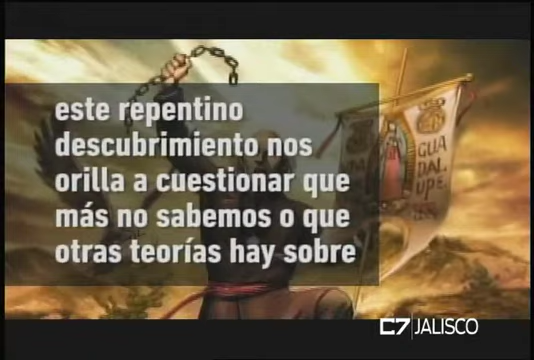 este repentino
descubrimiento nos
orilla a cuestionar que
más no sabemos o que
otras teorías hay sobre
GUA
DAL
UPE
C7 JALISCO